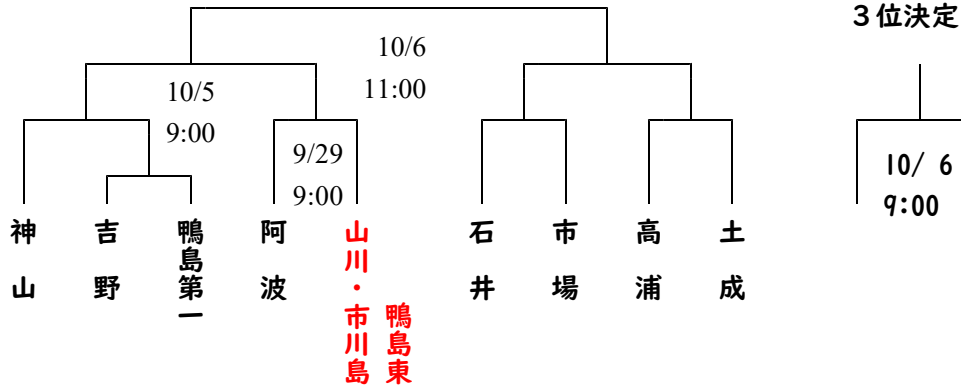 ３位決定
10/6
11:00
10/5
9:00
9/29
9:00
10/ 6
9:00
神山
吉野
鴨島第一
阿波
山川・市川島
鴨島東
石井
市場
高浦
土成